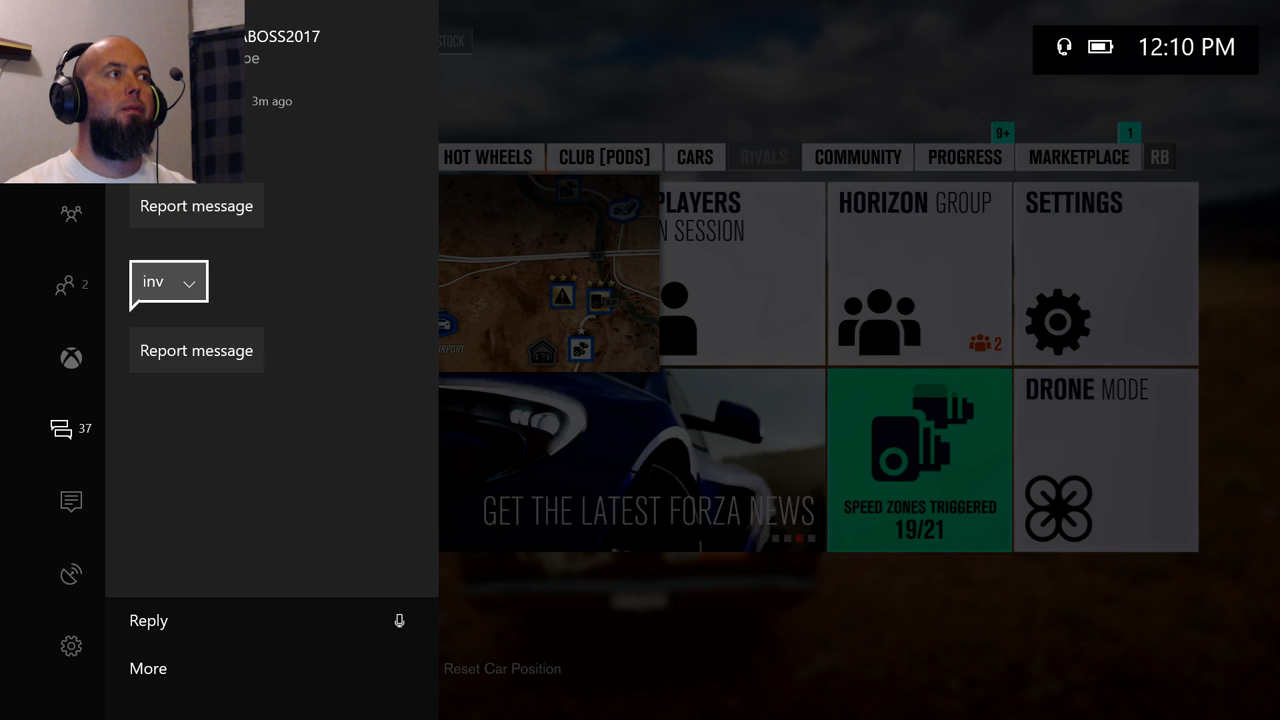 ABOSS2017
3m ago
Report message
inv
Report message
2
37
Reply
More
12:10 PM
STOCK
9+
1
HOT WHEELS
CLUB [PODS]
CARS
RIVALS
COMMUNITY
PROGRESS
MARKETPLACE
RB
PLAYERS
N SESSION
HORIZON GROUP
2
SETTINGS
GET THE LATEST FORZA NEWS
SPEED ZONES TRIGGERED
19/21
DRONE MODE
Reset Car Position